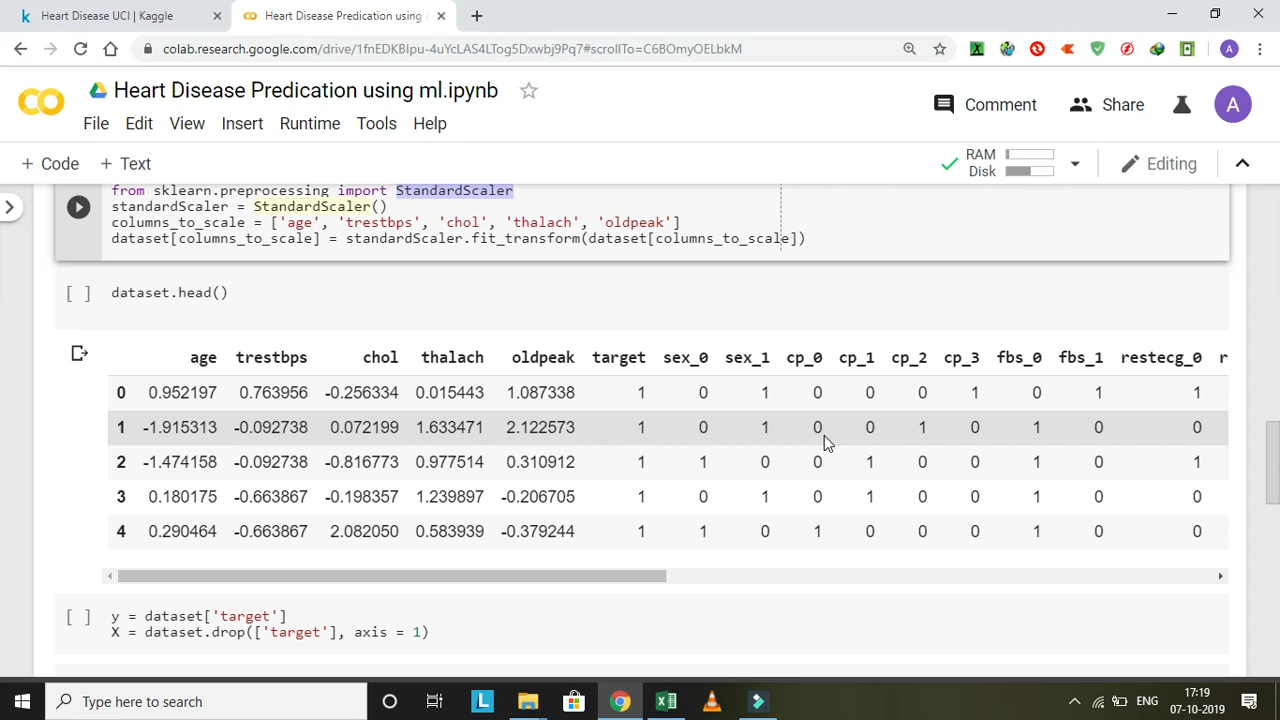 Heart Disease UCI | Kaggle
Heart Disease Predication using
colab.research.google.com/drive/1fnEDKBIpu-4uYcLAS4LTog5Dxwbj9Pq7#scrollTo=C6BOmyOELbkM
Heart Disease Predication using ml.ipynb
Comment Share A
File Edit View Insert Runtime Tools Help
+ Code + Text
RAM
Disk
Editing
from sklearn.preprocessing import StandardScaler
standardScaler = StandardScaler()
columns_to_scale = ['age', 'trestbps', 'chol', 'thalach', 'oldpeak']
dataset[columns_to_scale] = standardScaler.fit_transform(dataset[columns_to_scale])
[ ] dataset.head()
age trestbps chol thalach oldpeak target sex_0 sex_1 cp_0 cp_1 cp_2 cp_3 fbs_0 fbs_1 restecg_0 r
0 0.952197 0.763956 -0.256334 0.015443 1.087338 1 0 1 0 0 0 1 0 1 1
1 -1.915313 -0.092738 0.072199 1.633471 2.122573 1 0 1 0 0 1 0 1 0 0
2 -1.474158 -0.092738 -0.816773 0.977514 0.310912 1 1 0 0 1 0 0 1 0 1
3 0.180175 -0.663867 -0.198357 1.239897 -0.206705 1 0 1 0 1 0 0 1 0 0
4 0.290464 -0.663867 2.082050 0.583939 -0.379244 1 1 0 1 0 0 0 1 0 0
[ ] y = dataset['target']
X = dataset.drop(['target'], axis = 1)
Type here to search
ENG
17:19
07-10-2019